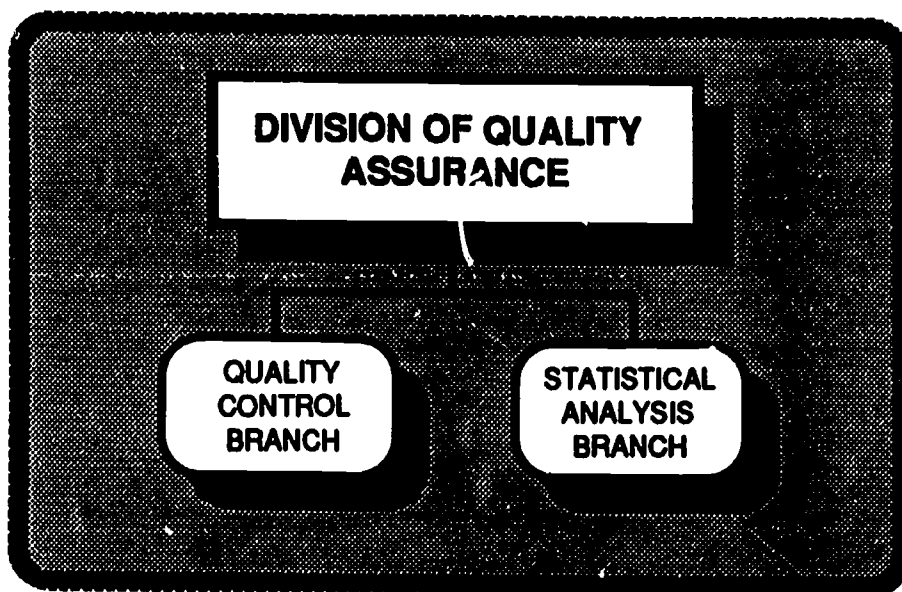 DIVISION OF QUALITY
ASSURANCE
QUALITY
CONTROL
BRANCH
STATISTICAL
ANALYSIS
BRANCH